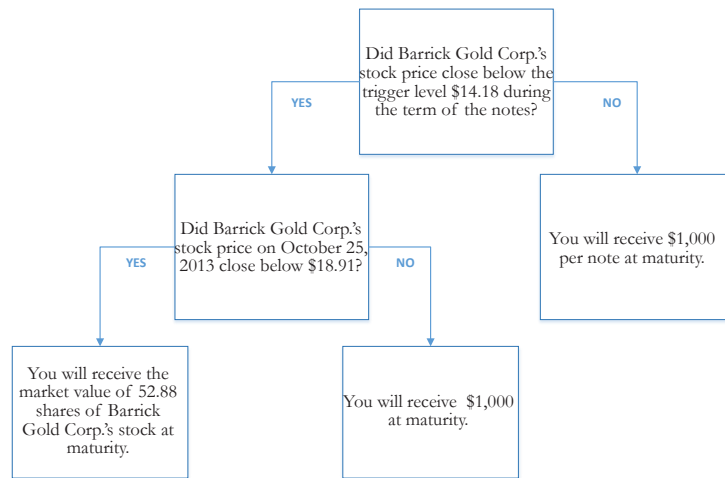 Did Barrick Gold Corp.'s
stock price close below the
trigger level $14.18 during
the term of the notes?
YES
NO
Did Barrick Gold Corp.'s
stock price on October 25,
2013 close below $18.91?
You will receive $1,000
per note at maturity.
YES
NO
You will receive the
market value of 52.88
shares of Barrick
Gold Corp.'s stock at
maturity.
You will receive $1,000
at maturity.